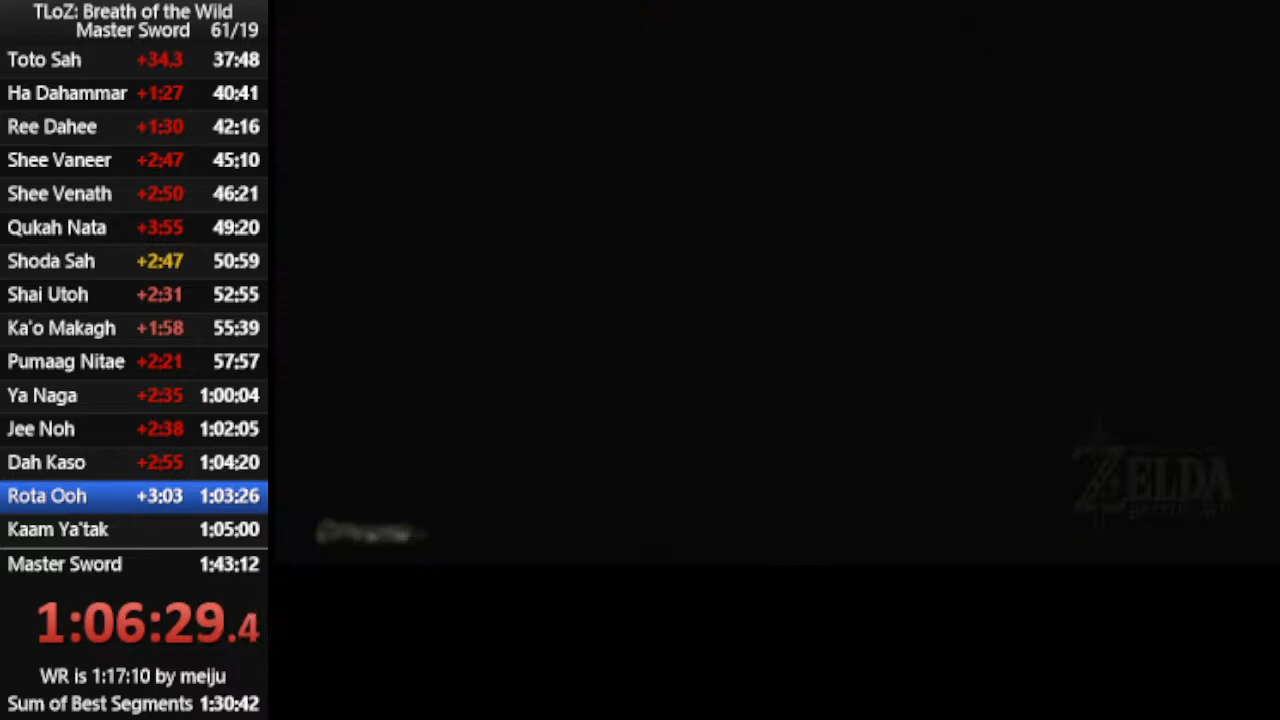 TLoZ: Breath of the Wild
Master Sword 61/19
Toto Sah +34.3 37:48
Ha Dahammar +1:27 40:41
Ree Dahee +1:30 42:16
Shee Vaneer +2:47 45:10
Shee Venath +2:50 46:21
Qukah Nata +3:55 49:20
Shoda Sah +2:47 50:59
Shai Utoh +2:31 52:55
Ka'o Makagh +1:58 55:39
Pumaag Nitae +2:21 57:57
Ya Naga +2:35 1:00:04
Jee Noh +2:38 1:02:05
Dah Kaso +2:55 1:04:20
Rota Ooh +3:03 1:03:26
Kaam Ya'tak 1:05:00
Master Sword 1:43:12
1:06:29.4
WR is 1:17:10 by meiju
Sum of Best Segments 1:30:42
ZELDA